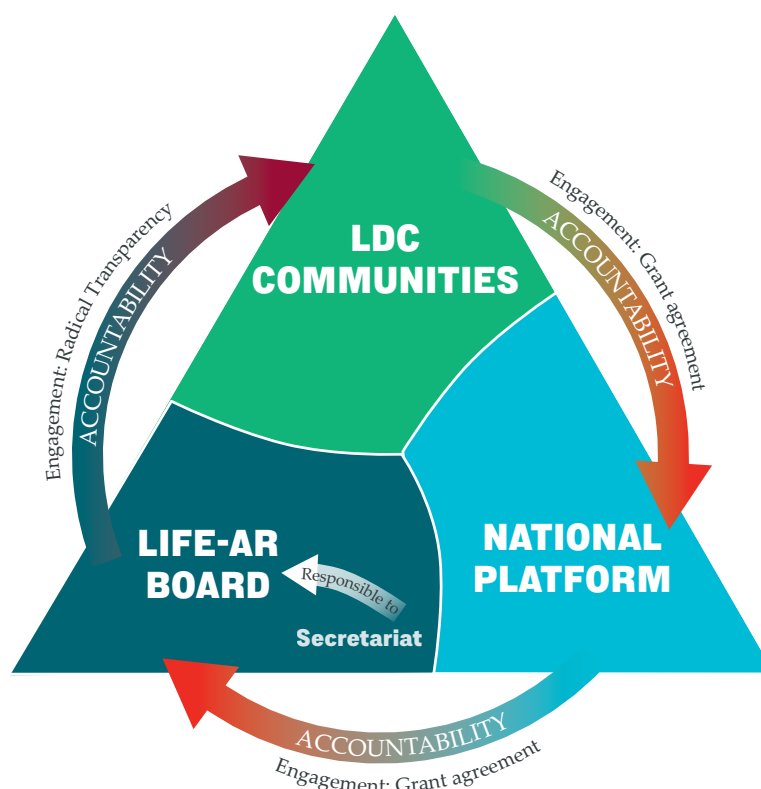 LDC
COMMUNITIES
Engagement: Grant agreement
ACCOUNTABILITY
Engagement: Radical Transparency
ACCOUNTABILITY
LIFE-AR
BOARD
Responsible to
Secretariat
NATIONAL
PLATFORM
ACCOUNTABILITY
Engagement: Grant agreement